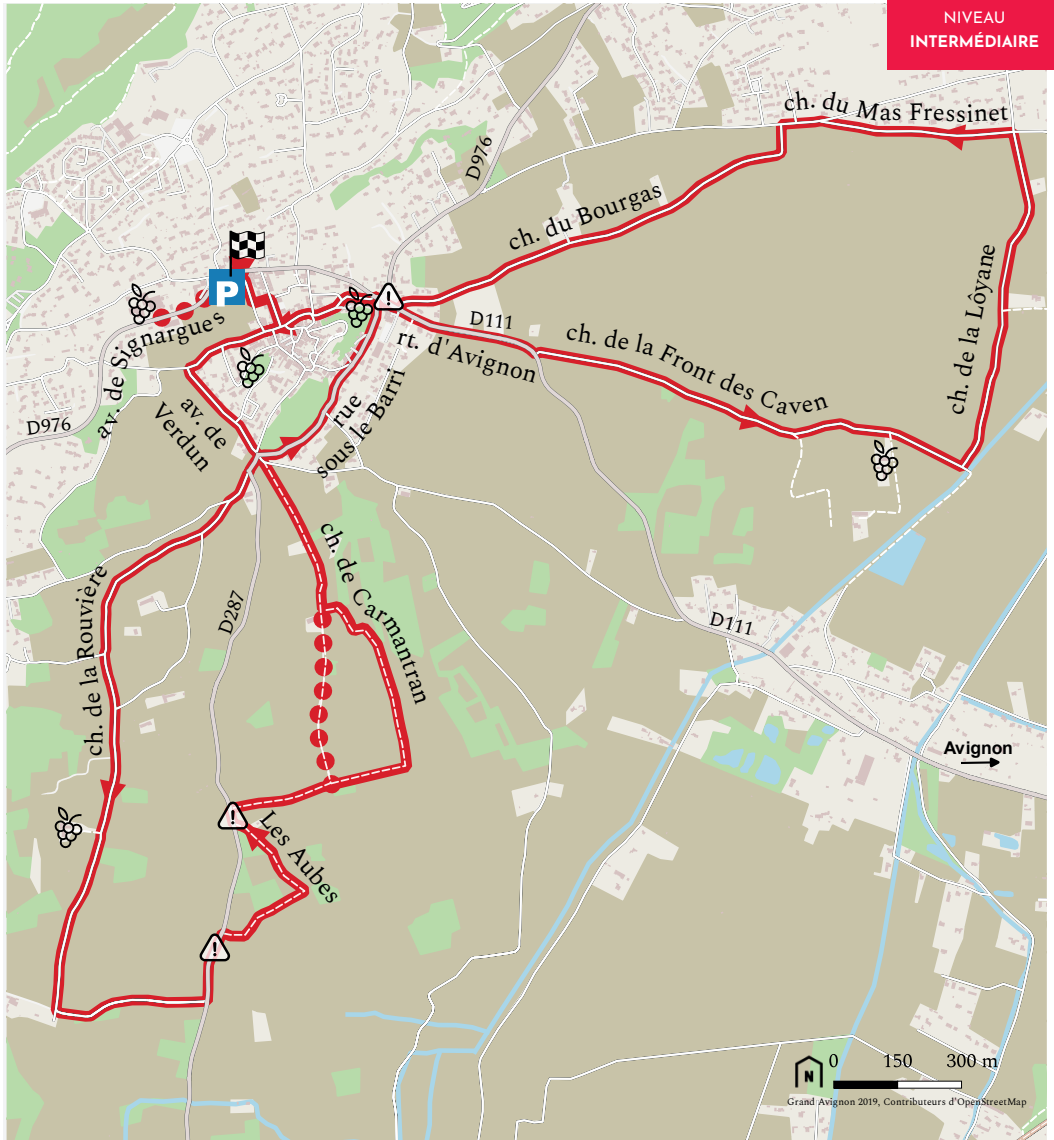 NIVEAU
INTERMÉDIAIRE
ch. du Mas Fressinet
D976
ch. du Bourgas
P
ch. de la Lôyane
!
D111
rt. d'Avignon
ch. de la Front des Caven
av. de Signargues
D976
av. de
Verdun
rue
sous le Barri
ch. de Carmantran
ch. de la Rouvière
D287
D111
Avignon
!
Les Aubes
!
N
0 150 300 m
Grand Avignon 2019, Contributeurs d'OpenStreetMap